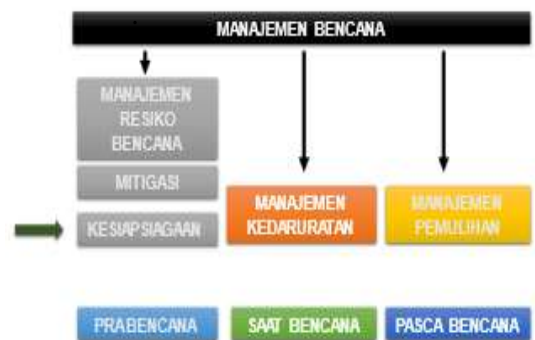 MANAJEMEN BENCANA
MANAJEMEN
RESIKO
BENCANA
MITIGASI
KESIAPSIAGAAN
MANAJEMEN
KEDARURATAN
MANAJEMEN
PEMULIHAN
PRABENCANA
SAAT BENCANA
PASCA BENCANA